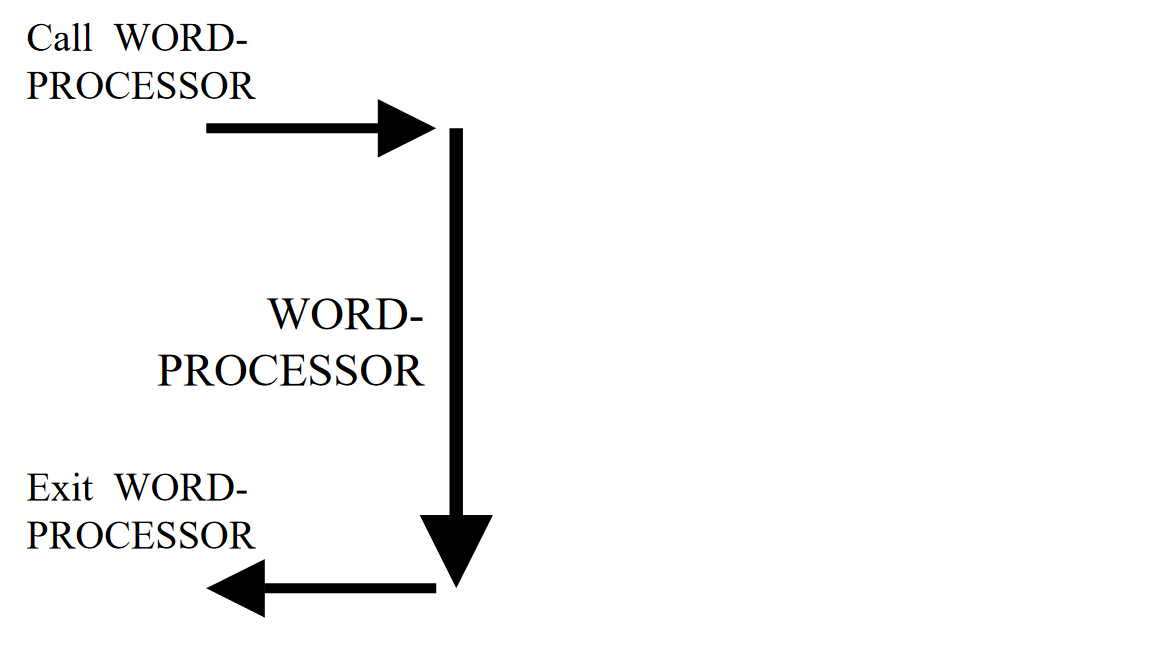 Call WORD-
PROCESSOR
WORD-
PROCESSOR
Exit WORD-
PROCESSOR